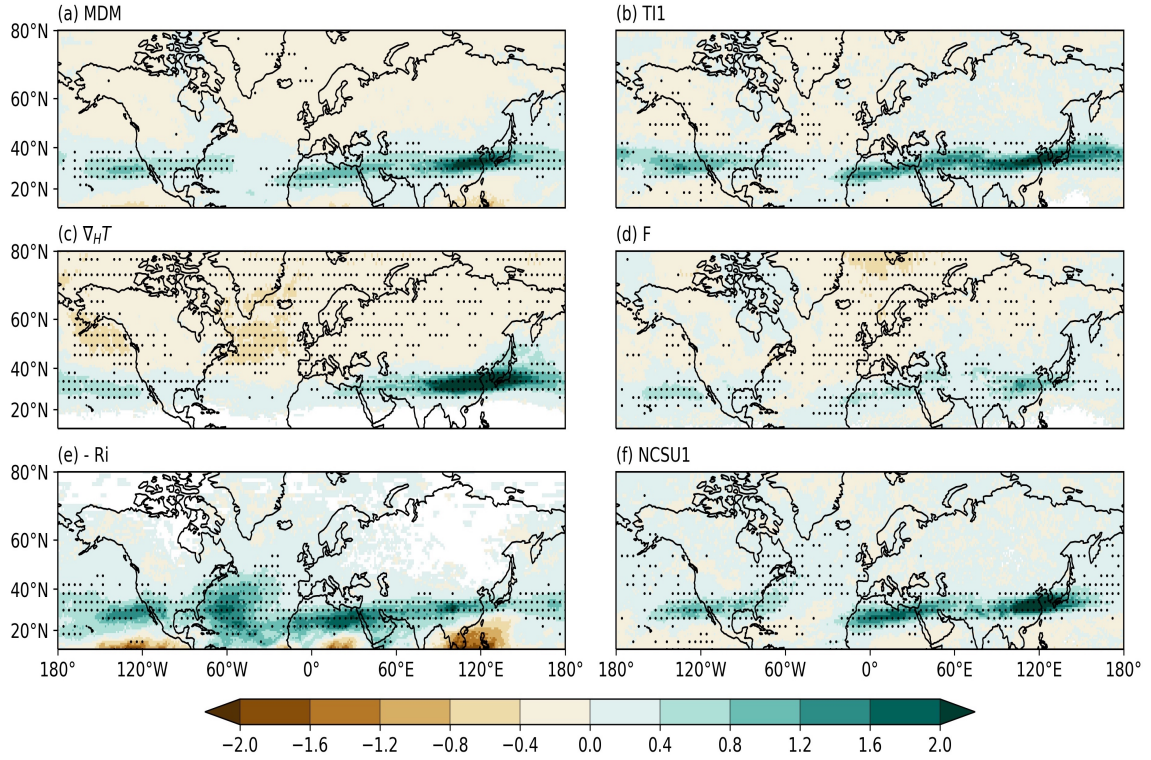 (a) MDM
(b) TI1
80°N
60°N
40°N
20°N
(c) ∇HT
(d) F
80°N
60°N
40°N
20°N
(e) - Ri
(f) NCSU1
80°N
60°N
40°N
20°N
180° 120°W 60°W 0° 60°E 120°E 180°
180° 120°W 60°W 0° 60°E 120°E 180°
−2.0 −1.6 −1.2 −0.8 −0.4 0.0 0.4 0.8 1.2 1.6 2.0